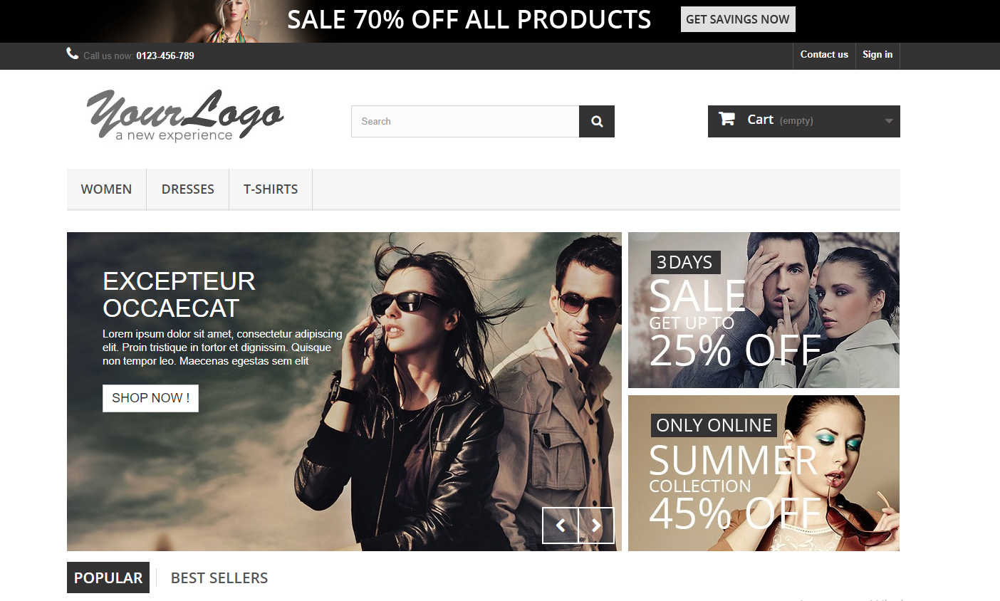 SALE 70% OFF ALL PRODUCTS
GET SAVINGS NOW
Call us now: 0123-456-789
Contact us
Sign in
YourLogo
a new experience
Search
Cart (empty)
WOMEN
DRESSES
T-SHIRTS
EXCEPTEUR
OCCAECAT
Lorem ipsum dolor sit amet, consectetur adipiscing
elit. Proin tristique in tortor et dignissim. Quisque
non tempor leo. Maecenas egestas sem elit
SHOP NOW !
3 DAYS
SALE
GET UP TO
25% OFF
ONLY ONLINE
SUMMER
COLLECTION
45% OFF
POPULAR
BEST SELLERS